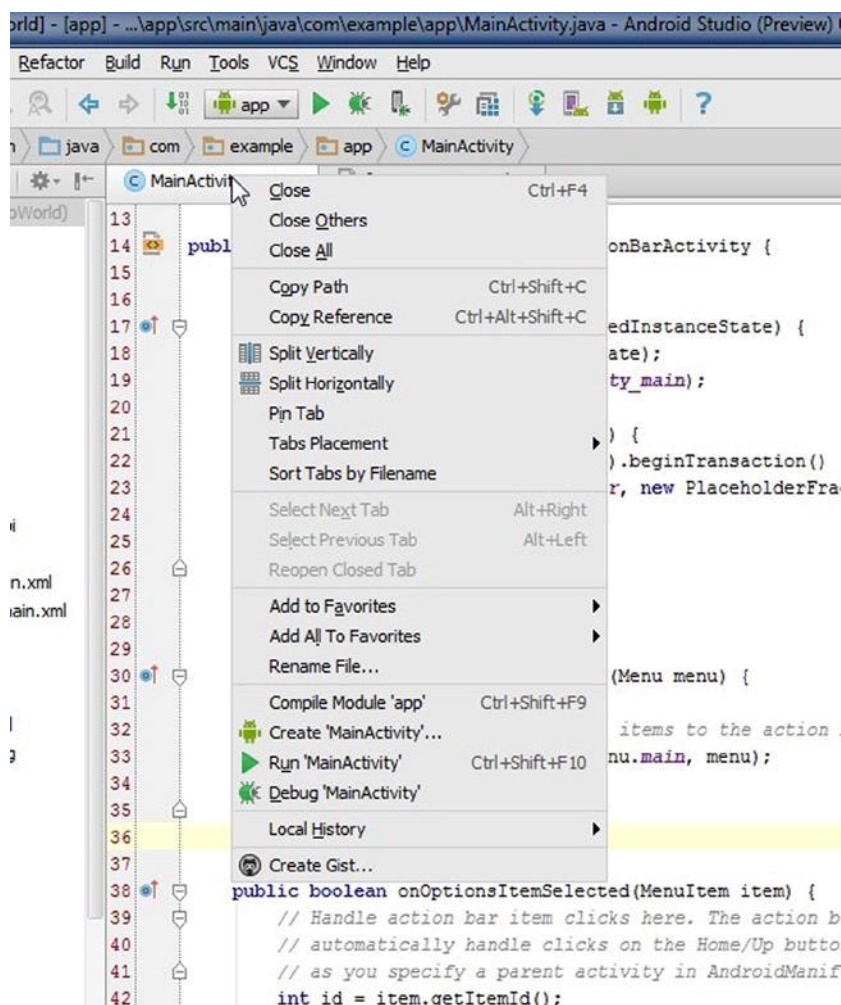 orld] - [app] - ...\app\src\main\java\com\example\app\MainActivity.java - Android Studio (Preview)
Refactor Build Run Tools VCS Window Help
app
java com example app C MainActivity
C MainActivit
oWorld)
Close Ctrl+F4
13
Close Others
14 publ onBarActivity {
Close All
15
Copy Path Ctrl+Shift+C
16
Copy Reference Ctrl+Alt+Shift+C
17 edInstanceState) {
18 Split Vertically ate);
19 Split Horizontally ty_main);
20 Pin Tab
21 Tabs Placement ) {
22 Sort Tabs by Filename ).beginTransaction()
23 r, new PlaceholderFra
24 Select Next Tab Alt+Right
25 Select Previous Tab Alt+Left
26 Reopen Closed Tab
n.xml
27 Add to Favorites
ain.xml
28 Add All To Favorites
29 Rename File...
30 (Menu menu) {
31 Compile Module 'app' Ctrl+Shift+F9
32 Create 'MainActivity'... items to the action
33 Run 'MainActivity' Ctrl+Shift+F10 nu.main, menu);
34 Debug 'MainActivity'
35 Local History
36
37 Create Gist...
38 public boolean onOptionsItemSelected(MenuItem item) {
39 // Handle action bar item clicks here. The action b
40 // automatically handle clicks on the Home/Up butto
41 // as you specify a parent activity in AndroidManif
42 int id = item.getItemId();